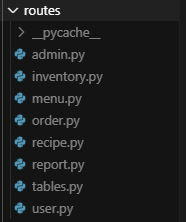 routes
__pycache__
admin.py
inventory.py
menu.py
order.py
recipe.py
report.py
tables.py
user.py